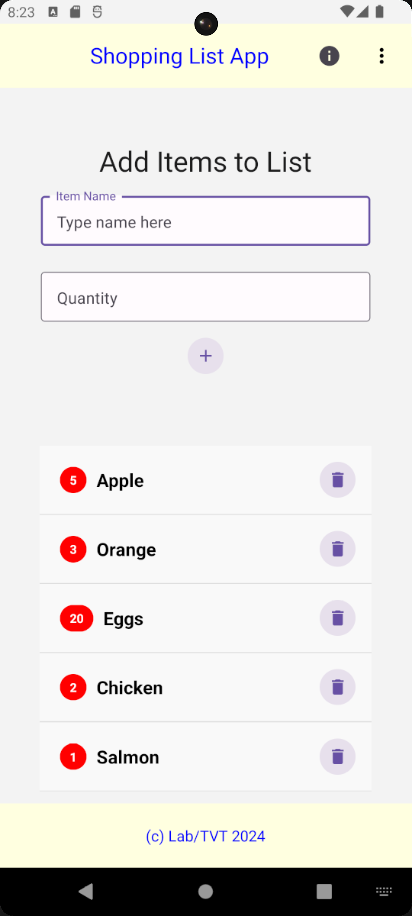 8:23
Shopping List App
Add Items to List
Item Name
Type name here
Quantity
+
5 Apple
3 Orange
20 Eggs
2 Chicken
1 Salmon
(c) Lab/TVT 2024